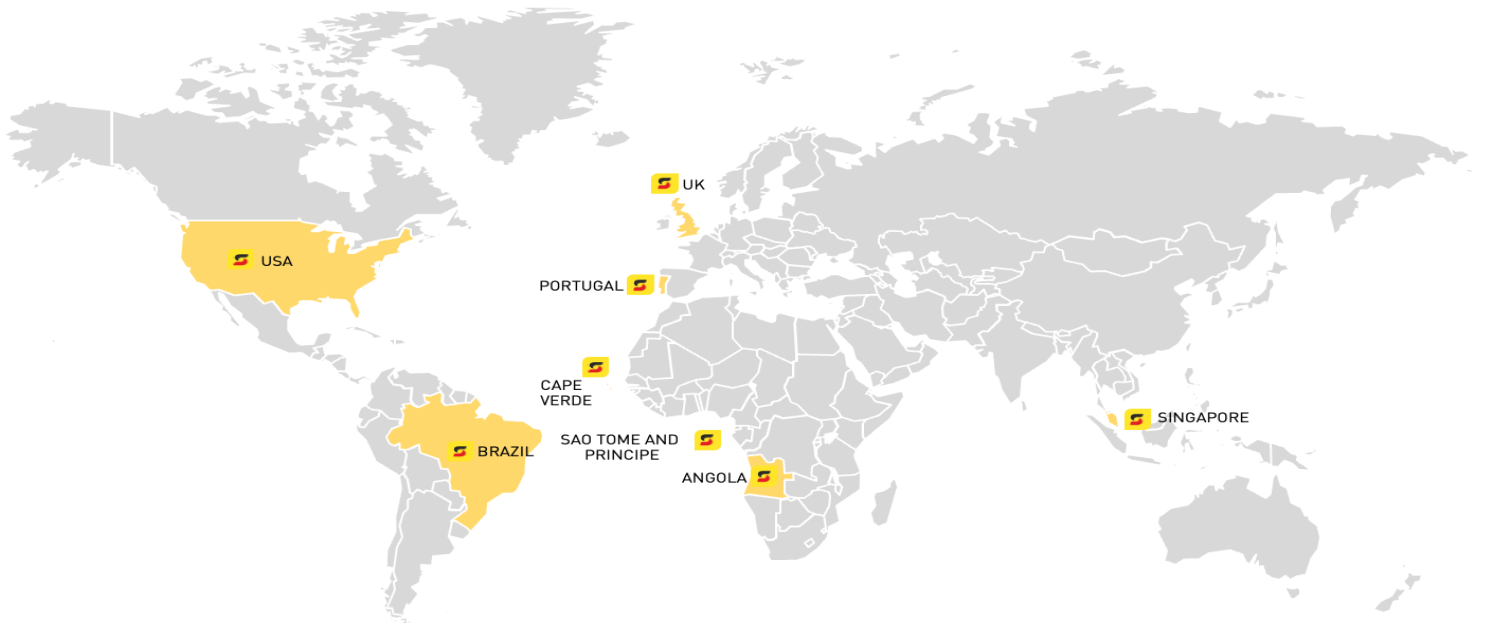 UK
USA
PORTUGAL
CAPE
VERDE
SINGAPORE
SAO TOME AND
PRINCIPE
BRAZIL
ANGOLA